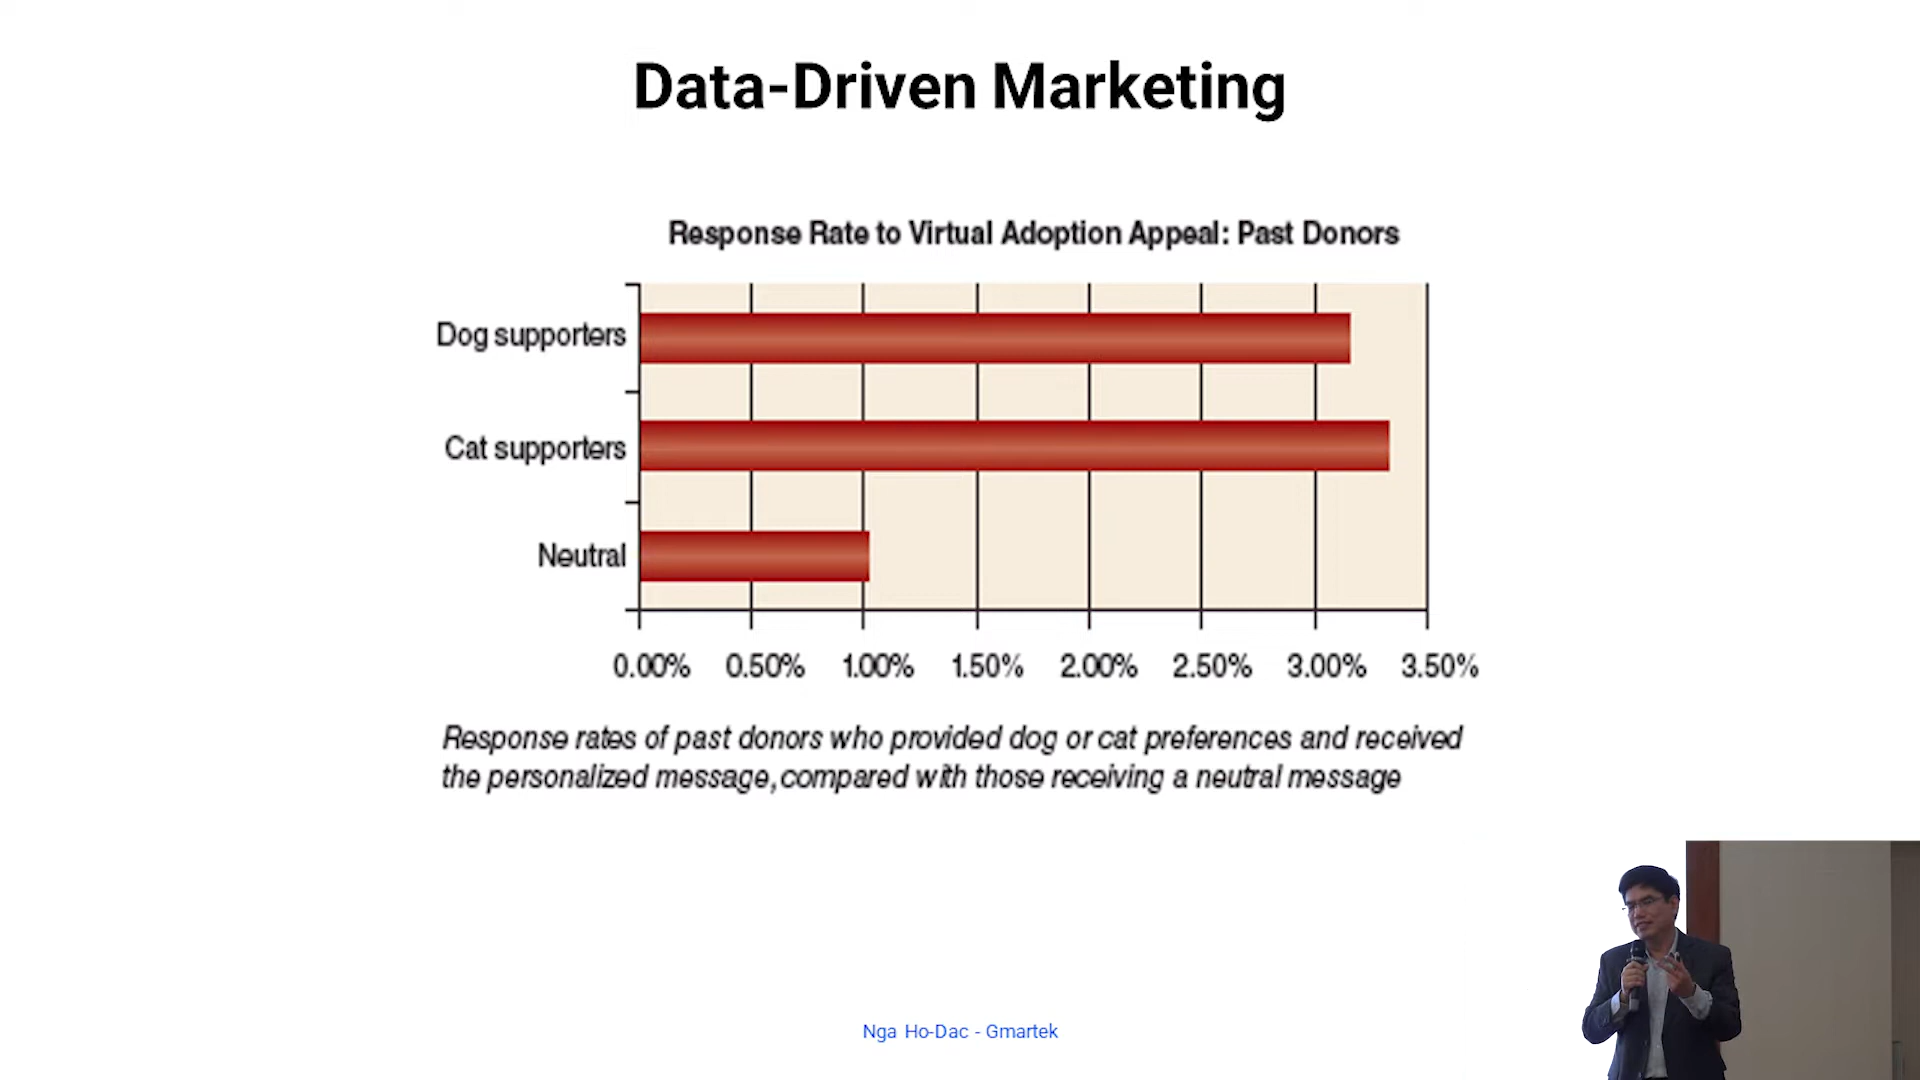 Data-Driven Marketing
Response Rate to Virtual Adoption Appeal: Past Donors
Dog supporters
Cat supporters
Neutral
0.00% 0.50% 1.00% 1.50% 2.00% 2.50% 3.00% 3.50%
Response rates of past donors who provided dog or cat preferences and received
the personalized message, compared with those receiving a neutral message
Nga Ho-Dac - Gmartek